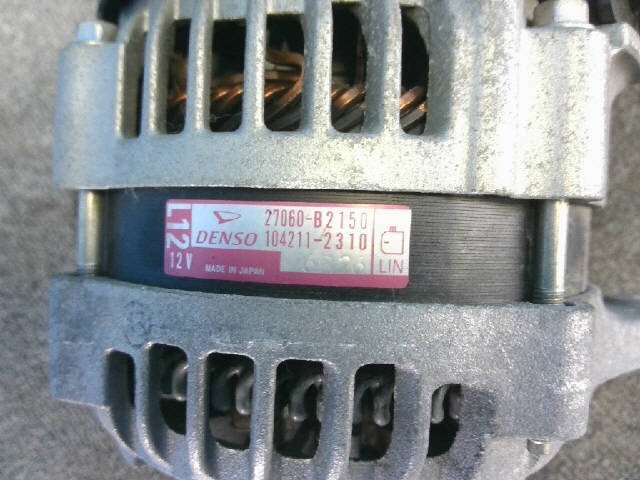 L12
12V
27060-B2150
DENSO 104211-2310
MADE IN JAPAN
LIN